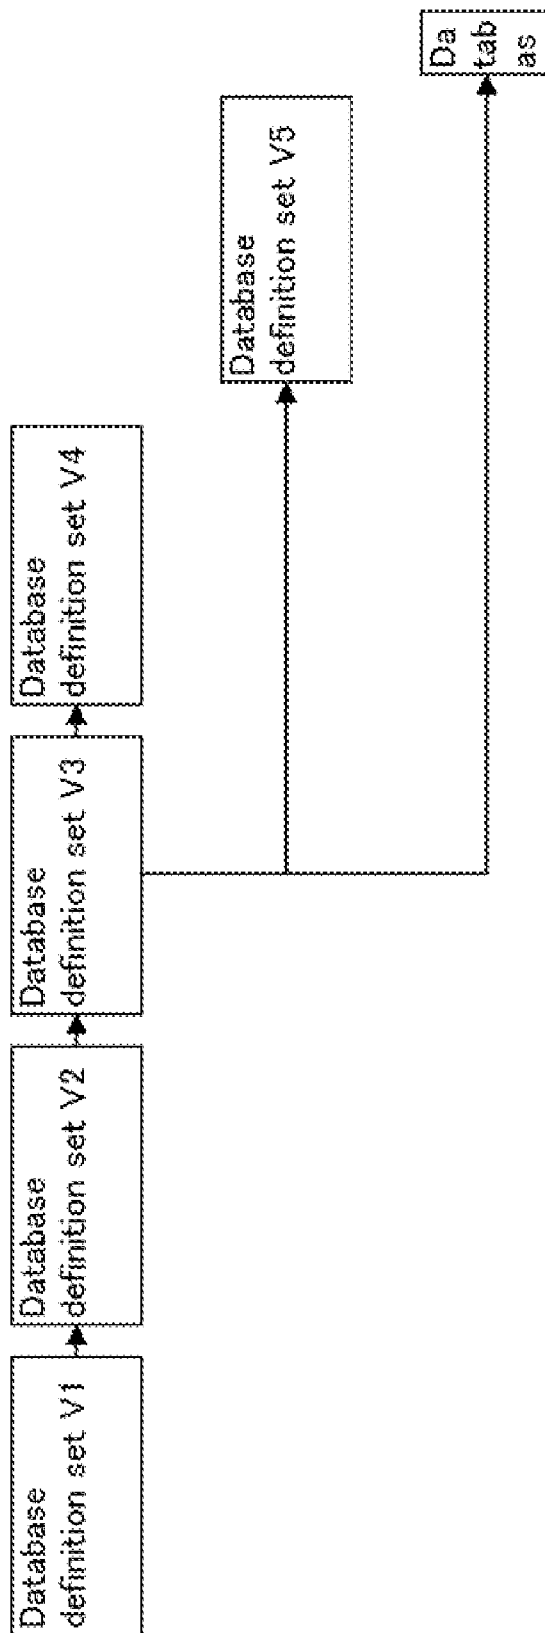 Database
definition set V1
Database
definition set V2
Database
definition set V3
Database
definition set V4
Database
definition set V5
Da
tab
as